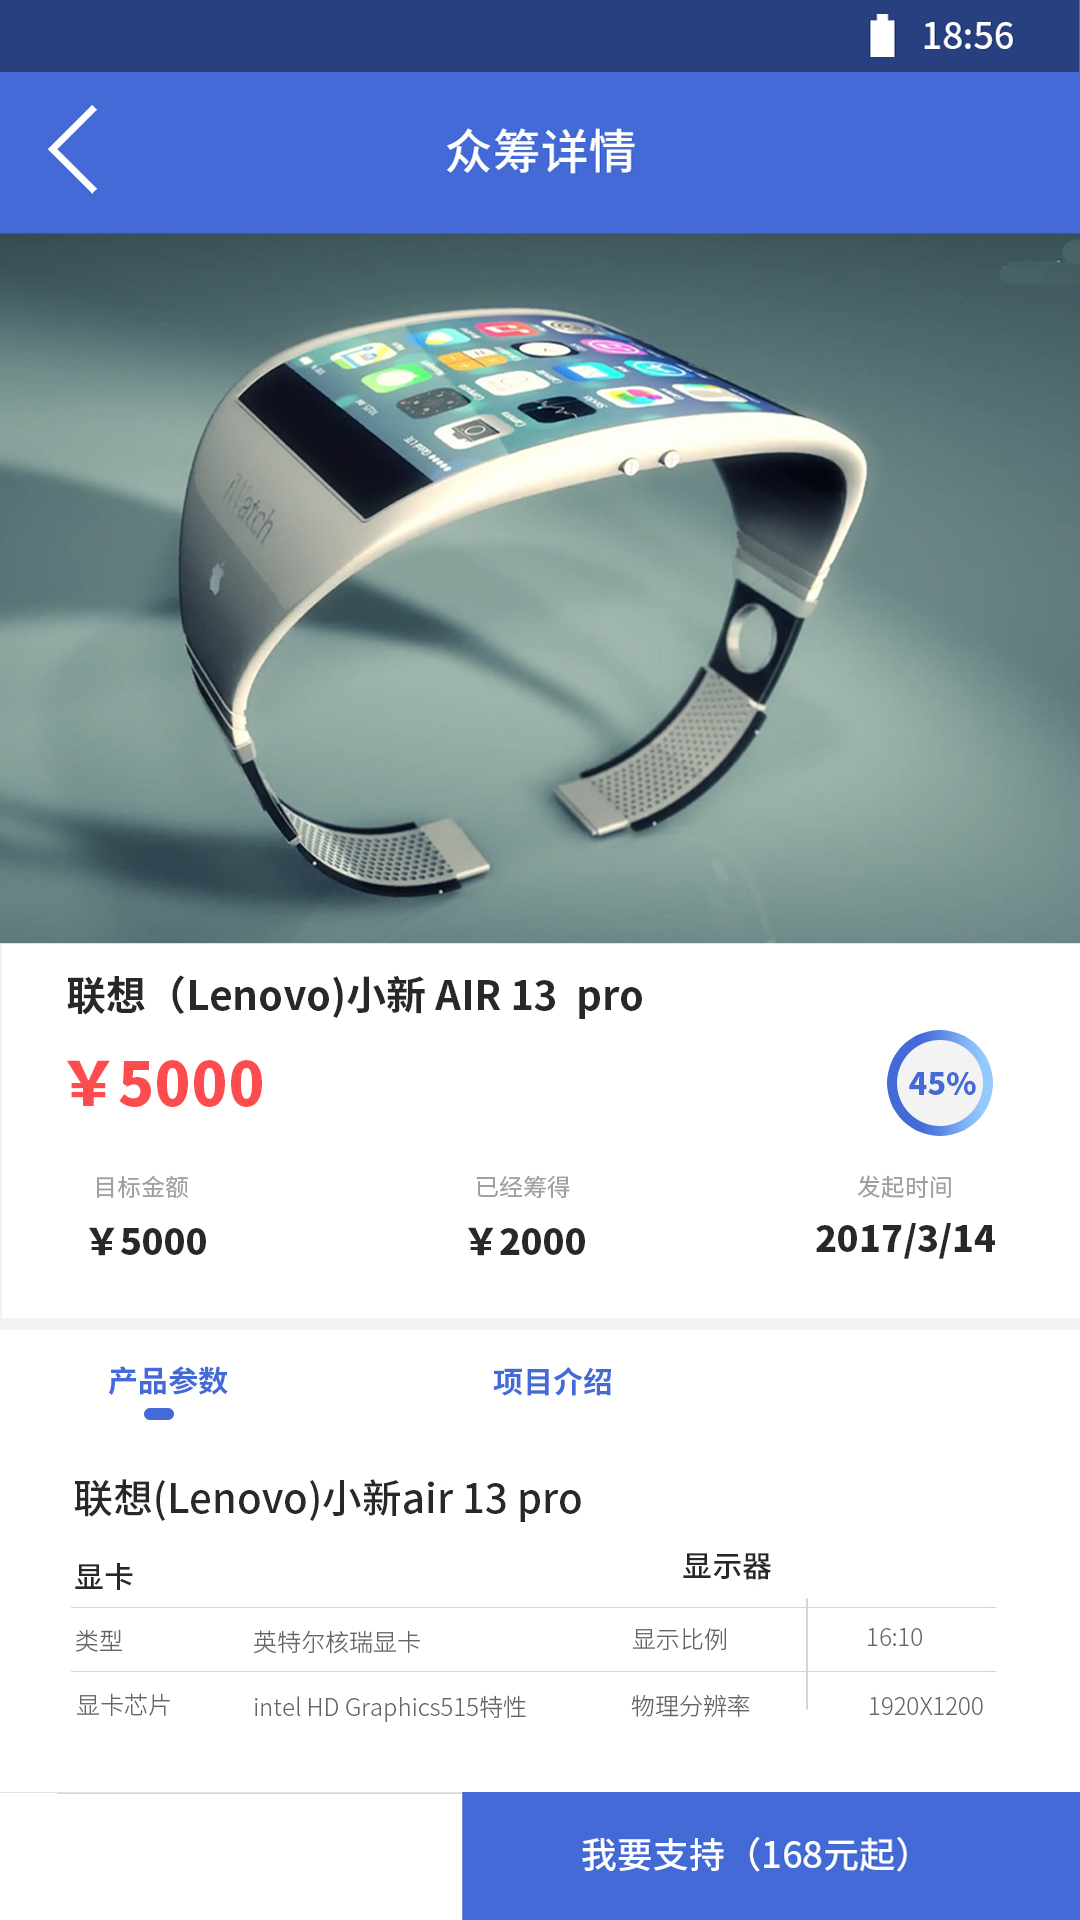 18:56
众筹详情
iWatch
联想（Lenovo)小新 AIR 13 pro
￥5000
45%
目标金额 已经筹得 发起时间
￥5000 ￥2000 2017/3/14
产品参数 项目介绍
联想(Lenovo)小新air 13 pro
显卡 显示器
类型 英特尔核瑞显卡 显示比例 16:10
显卡芯片 intel HD Graphics515特性 物理分辨率 1920X1200
我要支持（168元起）